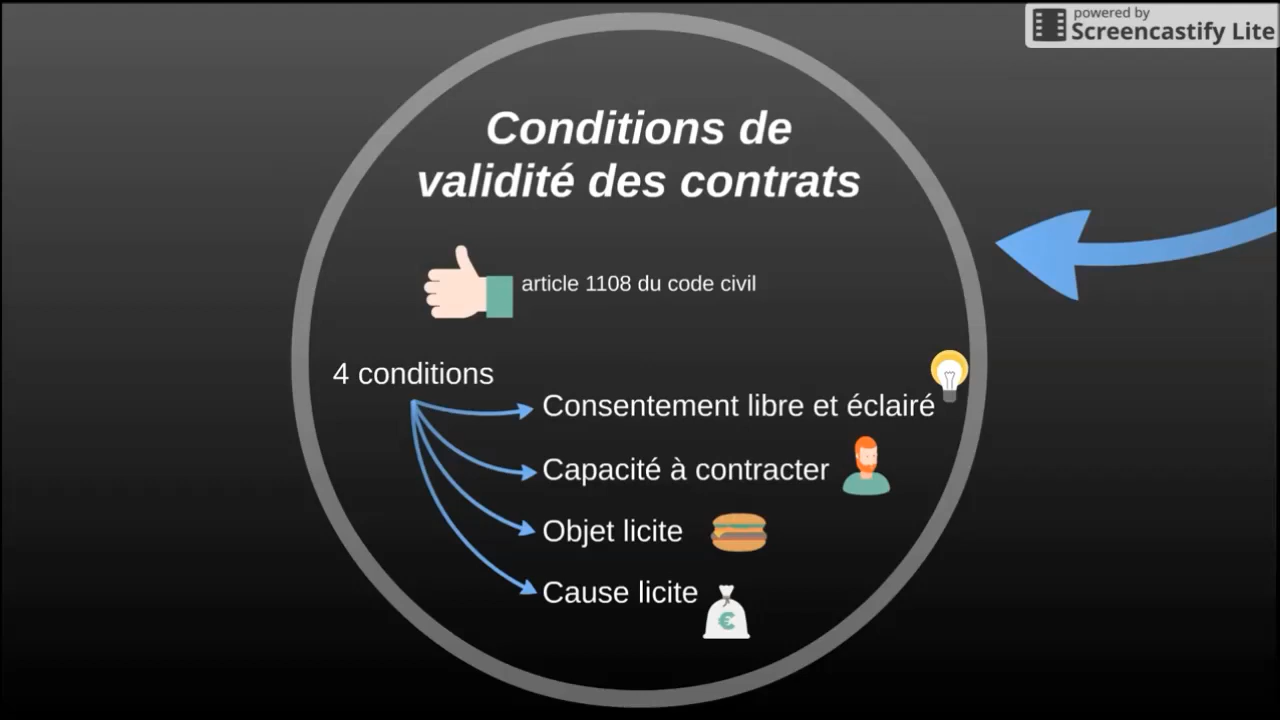 powered by
Screencastify Lite
Conditions de
validité des contrats
article 1108 du code civil
4 conditions
Consentement libre et éclairé
Capacité à contracter
Objet licite
Cause licite
€